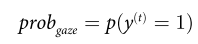 prob_gaze = p(y^(t) = 1)